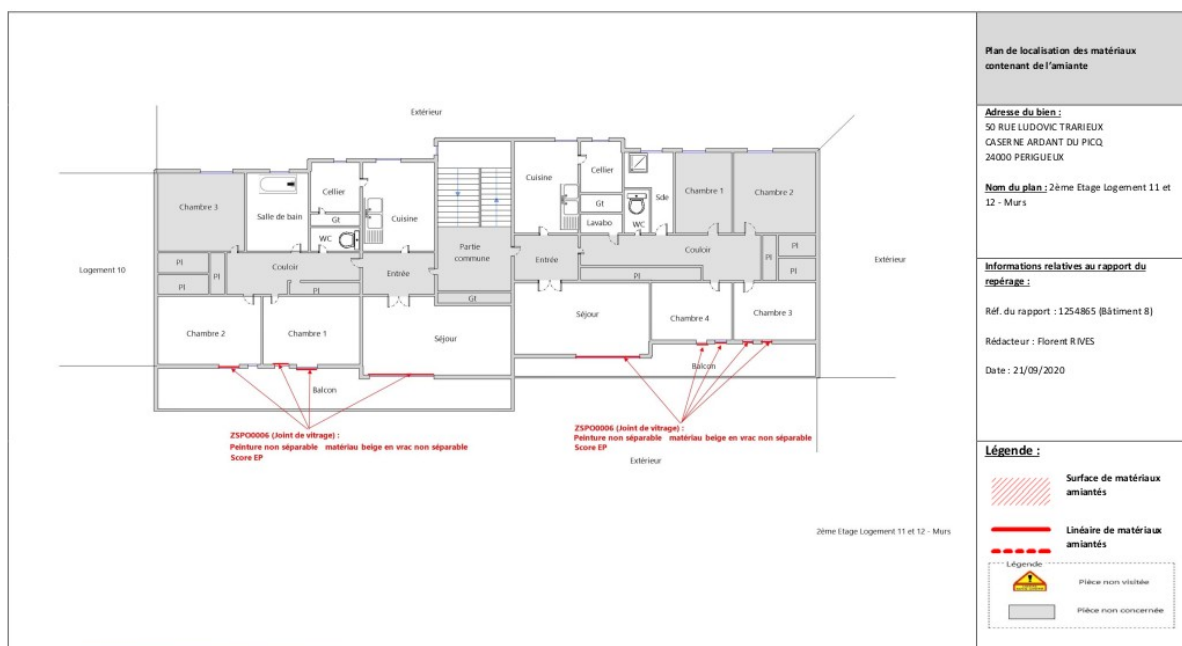 Plan de localisation des matériaux
contenant de l'amiante
Adresse du bien :
50 RUE LUDOVIC TRARIEUX
CASERNE ARDANT DU PICQ
24000 PERIGUEUX
Nom du plan : 2ème Etage Logement 11 et
12 - Murs
Informations relatives au rapport du
repérage :
Réf. du rapport : 1254865 (Bâtiment 8)
Rédacteur : Florent RIVES
Date : 21/09/2020
Légende :
Surface de matériaux
amiantés
Linéaire de matériaux
amiantés
Légende
Pièce non visitée
Pièce non concernée
Extérieur
Chambre 3
Salle de bain
Cellier
Gt
WC
Cuisine
Cuisine
Cellier
Gt
Lavabo
WC
Sde
Chambre 1
Chambre 2
Partie
commune
Logement 10
Pl
Pl
Pl
Couloir
Pl
Entrée
Gt
Entrée
Couloir
Pl
Pl
Pl
Pl
Extérieur
Chambre 2
Chambre 1
Séjour
Séjour
Chambre 4
Chambre 3
Balcon
Balcon
ZSPO0006 (Joint de vitrage) :
Peinture non séparable matériau beige en vrac non séparable
Score EP
ZSPO0006 (Joint de vitrage) :
Peinture non séparable matériau beige en vrac non séparable
Score EP
Extérieur
2ème Etage Logement 11 et 12 - Murs